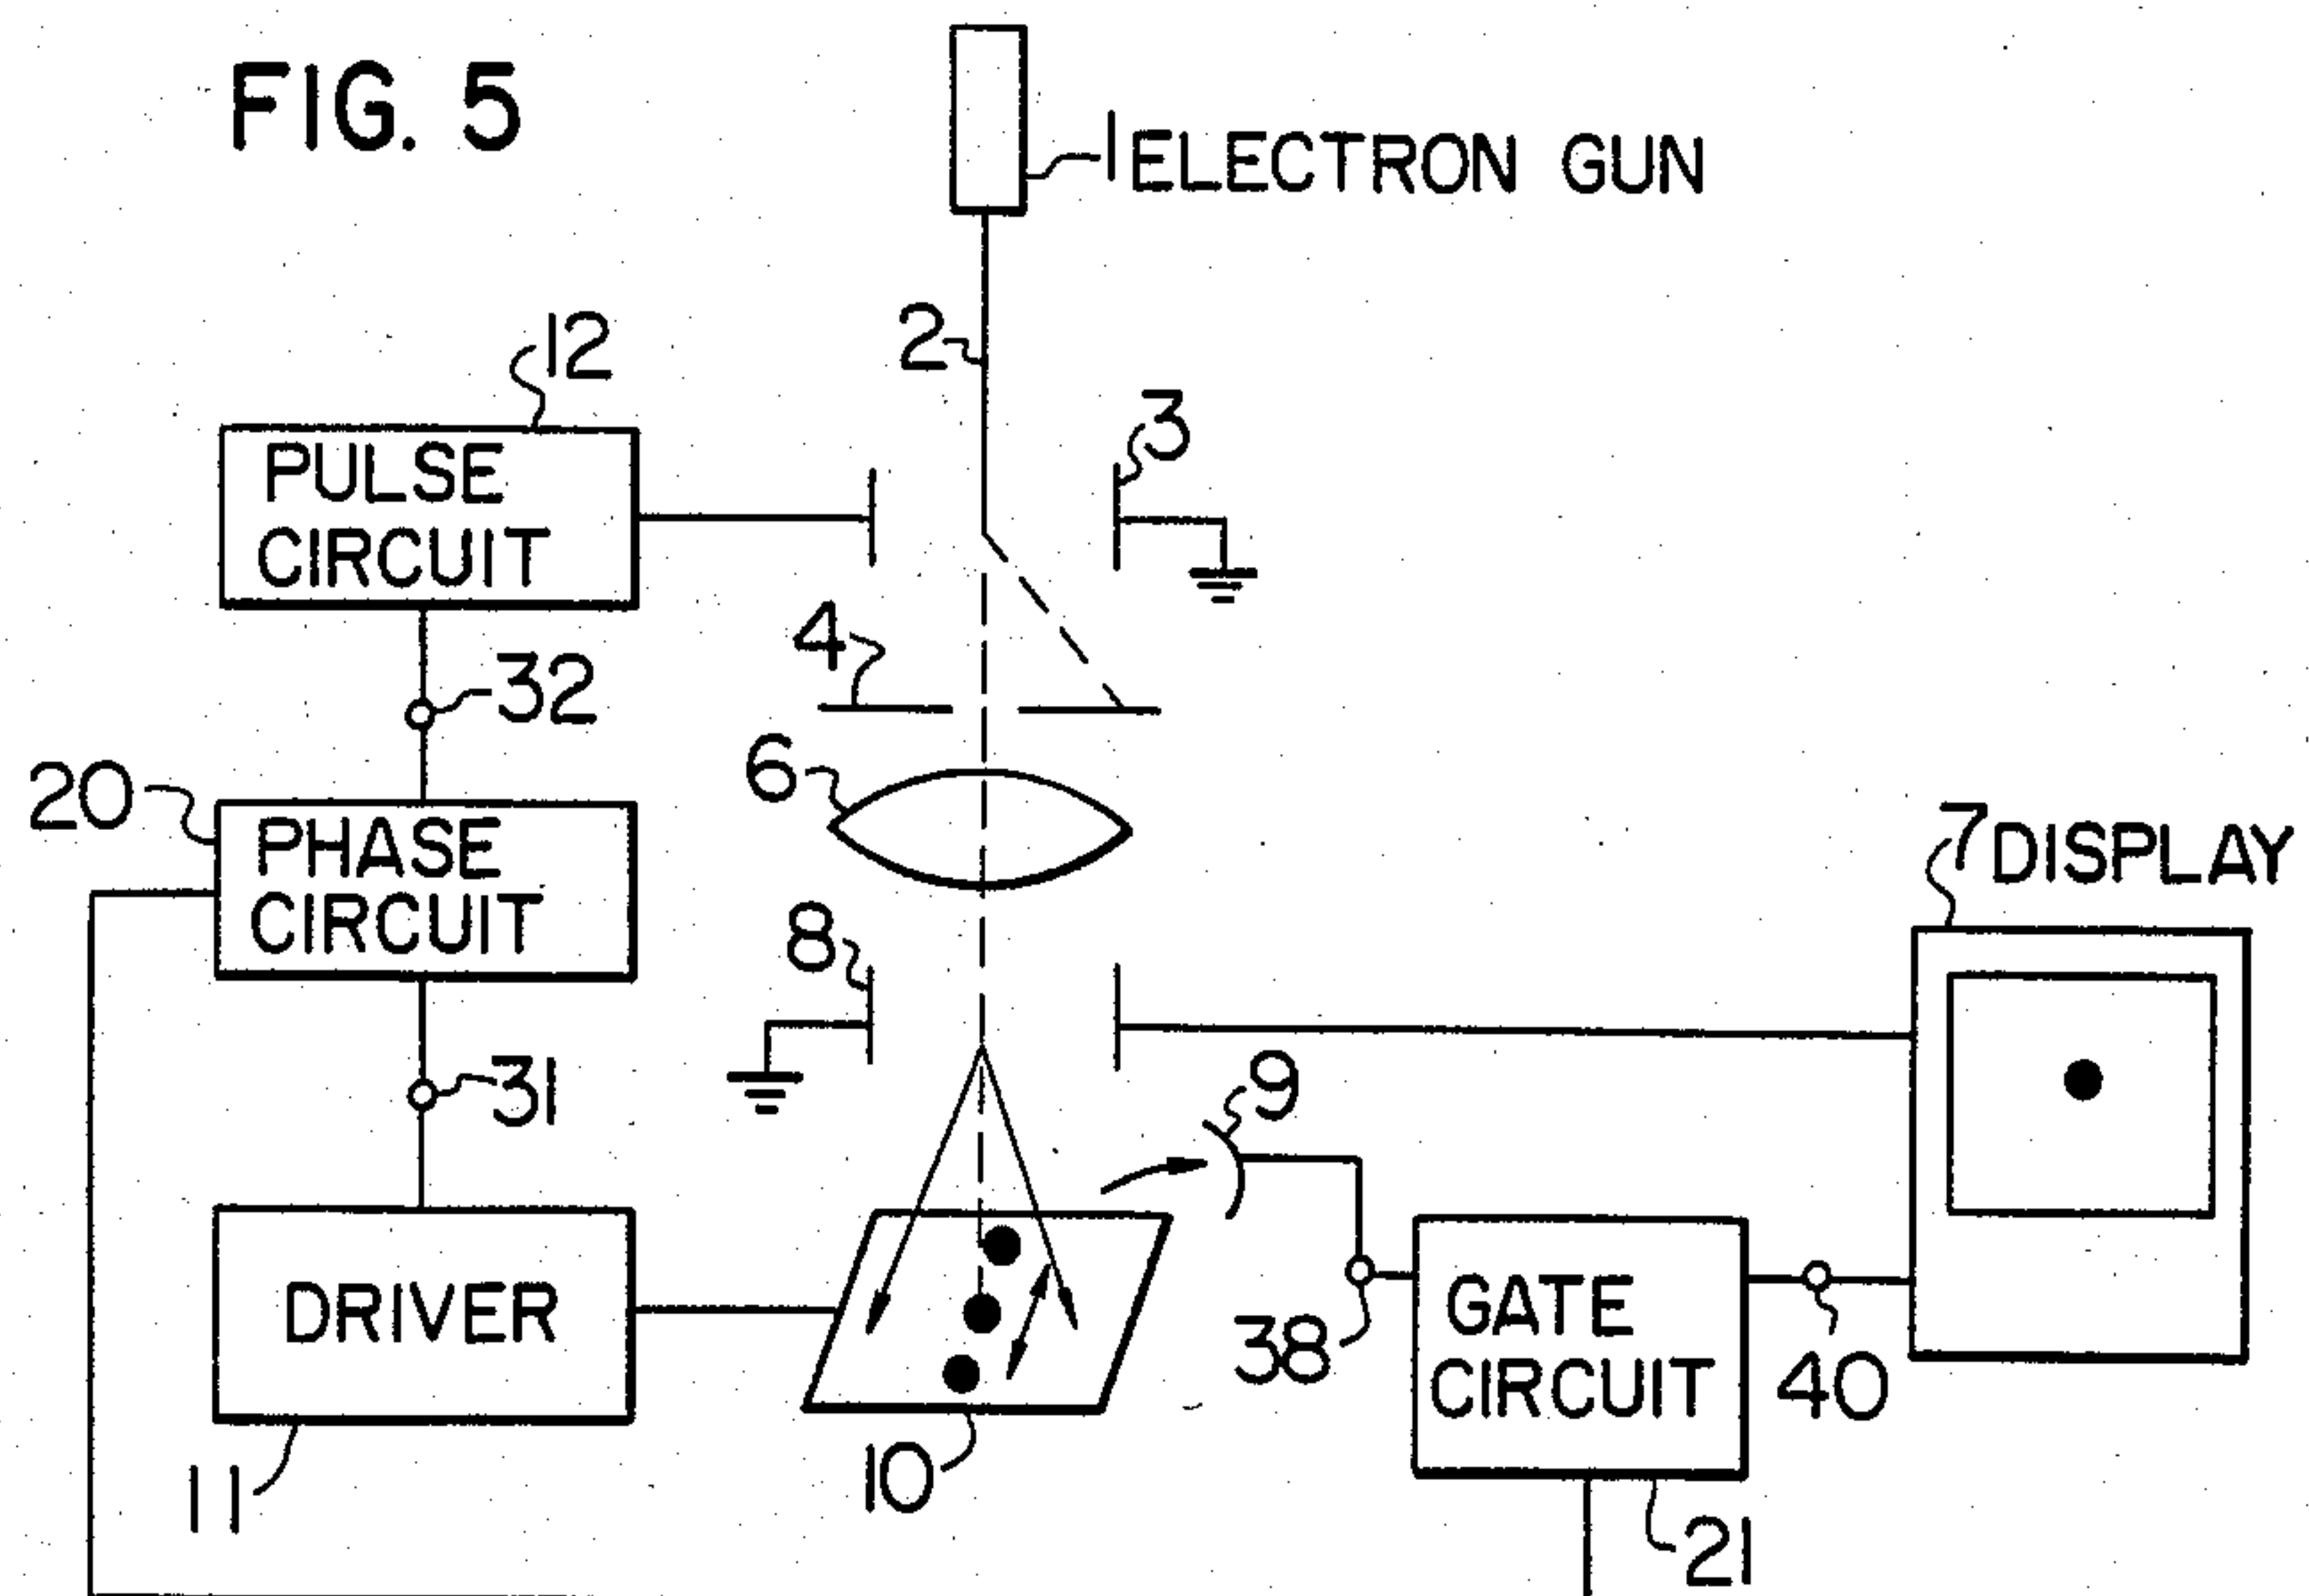 FIG. 5
1 ELECTRON GUN
2
12
3
PULSE
CIRCUIT
4
32
6
20
PHASE
CIRCUIT
7 DISPLAY
8
31
9
DRIVER
GATE
CIRCUIT
38
40
10
11
21